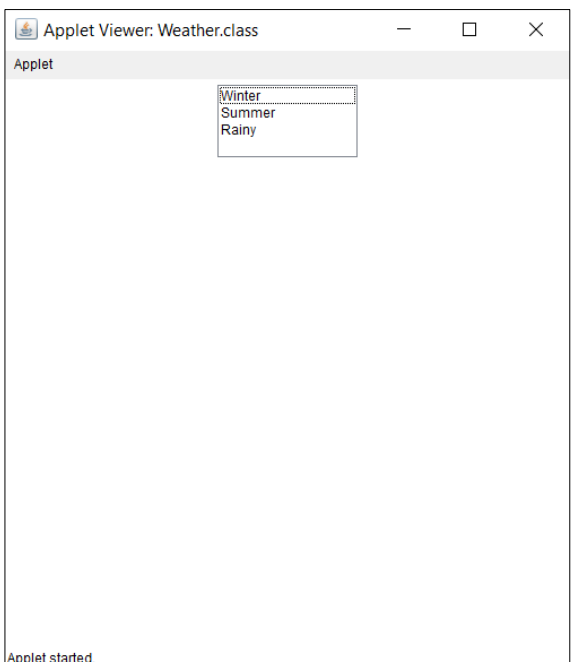 Applet Viewer: Weather.class
Applet
Winter
Summer
Rainy
Applet started